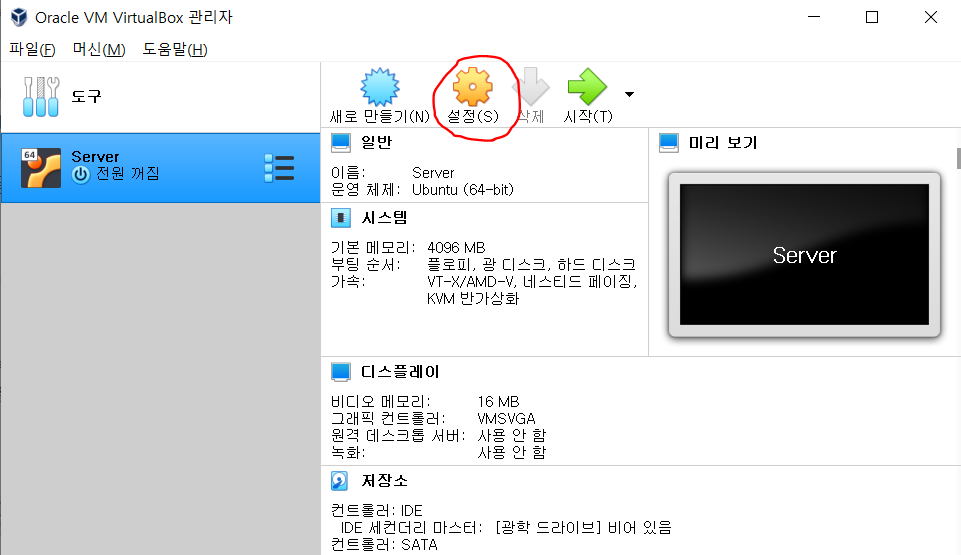 Oracle VM VirtualBox 관리자
파일(F) 머신(M) 도움말(H)
도구
새로 만들기(N) 설정(S) 삭제 시작(T)
64
Server
전원 꺼짐
일반
이름: Server
운영 체제: Ubuntu (64-bit)
미리 보기
Server
시스템
기본 메모리: 4096 MB
부팅 순서: 플로피, 광 디스크, 하드 디스크
가속: VT-X/AMD-V, 네스티드 페이징,
KVM 반가상화
디스플레이
비디오 메모리: 16 MB
그래픽 컨트롤러: VMSVGA
원격 데스크톱 서버: 사용 안 함
녹화: 사용 안 함
저장소
컨트롤러: IDE
IDE 세컨더리 마스터: [광학 드라이브] 비어 있음
컨트롤러: SATA